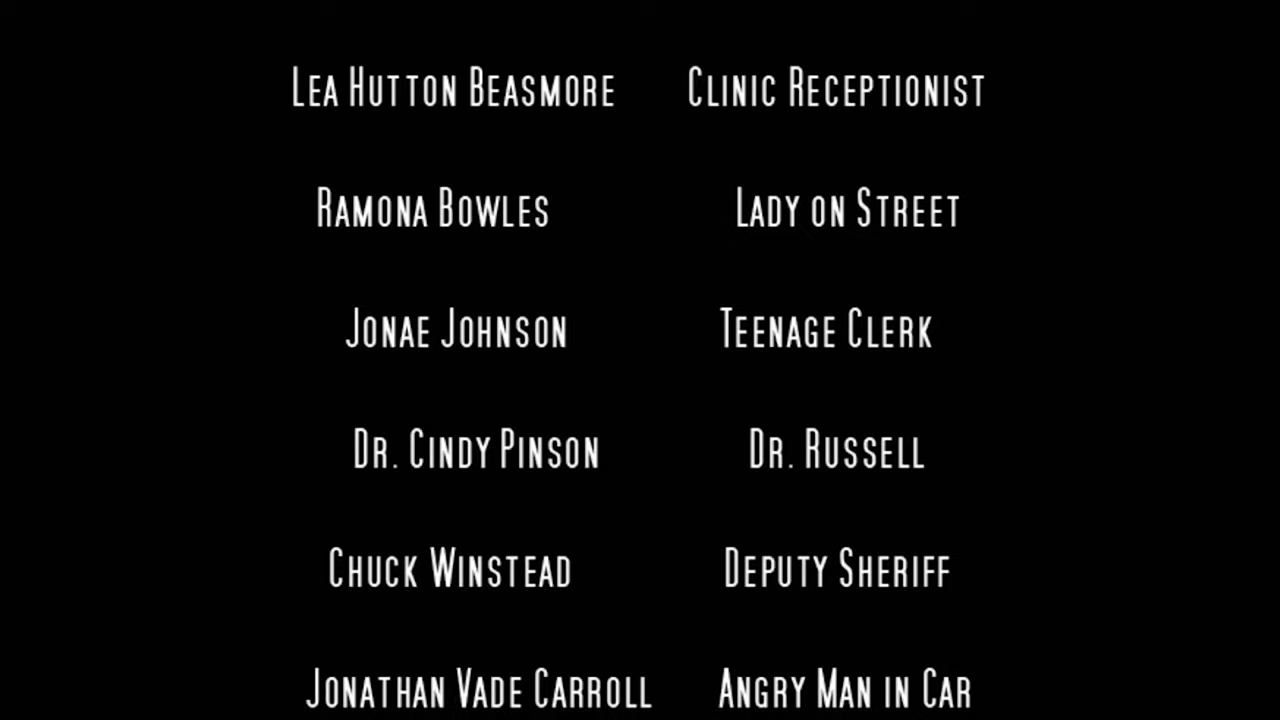 Lea Hutton Beasmore Clinic Receptionist
Ramona Bowles Lady on Street
Jonae Johnson Teenage Clerk
Dr. Cindy Pinson Dr. Russell
Chuck Winstead Deputy Sheriff
Jonathan Vade Carroll Angry Man in Car